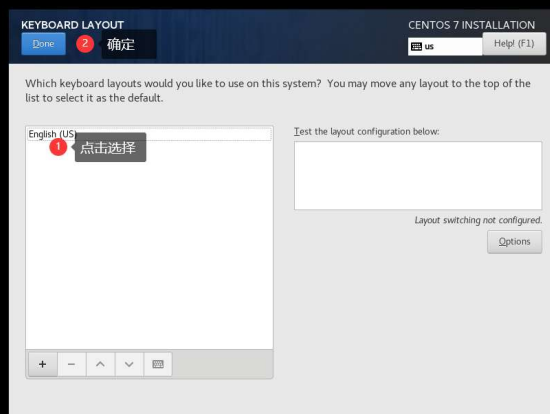 KEYBOARD LAYOUT
CENTOS 7 INSTALLATION
Done
2 确定
us
Help! (F1)
Which keyboard layouts would you like to use on this system? You may move any layout to the top of the
list to select it as the default.
English (US)
1 点击选择
Test the layout configuration below:
Layout switching not configured.
Options